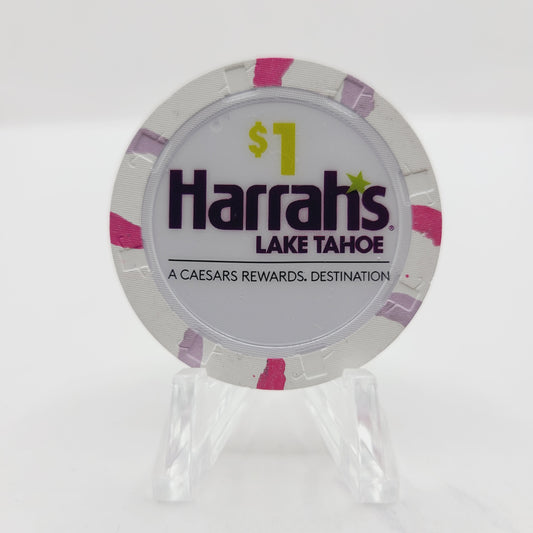 $1
Harrah's®
LAKE TAHOE
A CAESARS REWARDS. DESTINATION